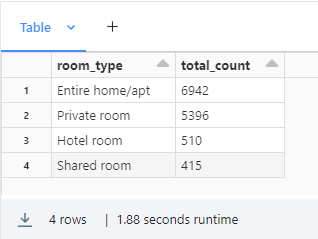 Table +
room_type total_count
1 Entire home/apt 6942
2 Private room 5396
3 Hotel room 510
4 Shared room 415
4 rows | 1.88 seconds runtime